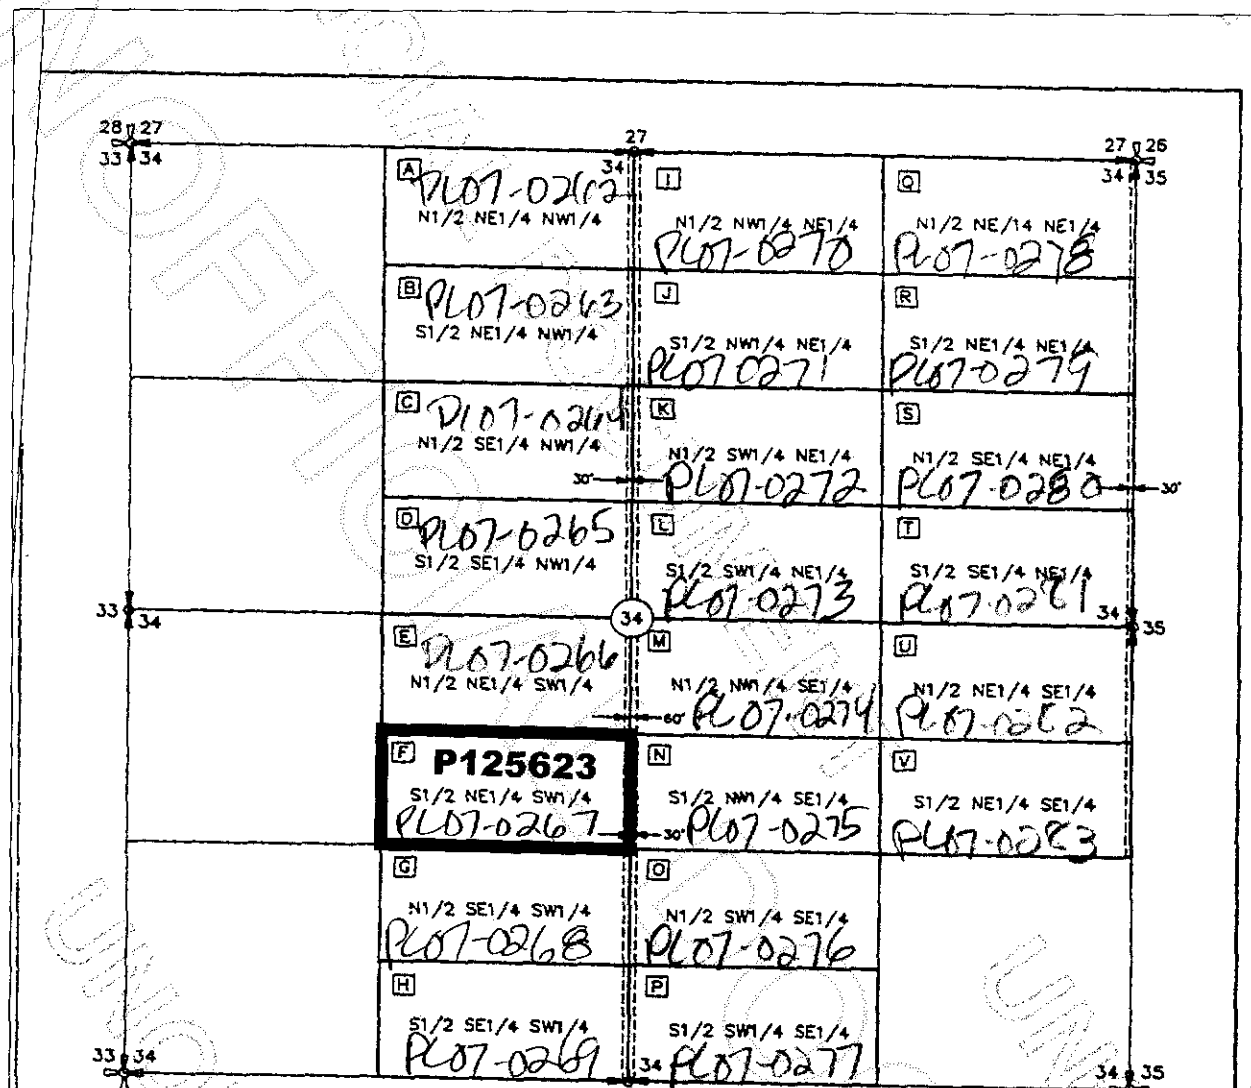 28 27
33 34
27
34
27 26
34 35
A
PL07-0262
N1/2 NE1/4 NW1/4
I
N1/2 NW1/4 NE1/4
PL07-0270
Q
N1/2 NE/14 NE1/4
PL07-0278
B
PL07-0263
S1/2 NE1/4 NW1/4
J
S1/2 NW1/4 NE1/4
PL07-0271
R
S1/2 NE1/4 NE1/4
PL07-0279
C
PL07-0264
N1/2 SE1/4 NW1/4
30'
K
N1/2 SW1/4 NE1/4
PL07-0272
S
N1/2 SE1/4 NE1/4
PL07-0280
30'
D
PL07-0265
S1/2 SE1/4 NW1/4
L
S1/2 SW1/4 NE1/4
PL07-0273
T
S1/2 SE1/4 NE1/4
PL07-0281
33 34
34
34 35
E
PL07-0266
N1/2 NE1/4 SW1/4
M
N1/2 NW1/4 SE1/4
60' PL07-0274
U
N1/2 NE1/4 SE1/4
PL07-0282
F
P125623
S1/2 NE1/4 SW1/4
PL07-0267
N
S1/2 NW1/4 SE1/4
30' PL07-0275
V
S1/2 NE1/4 SE1/4
PL07-0283
G
N1/2 SE1/4 SW1/4
PL07-0268
O
N1/2 SW1/4 SE1/4
PL07-0276
H
S1/2 SE1/4 SW1/4
PL07-0269
P
S1/2 SW1/4 SE1/4
PL07-0277
33 34
34
34 35